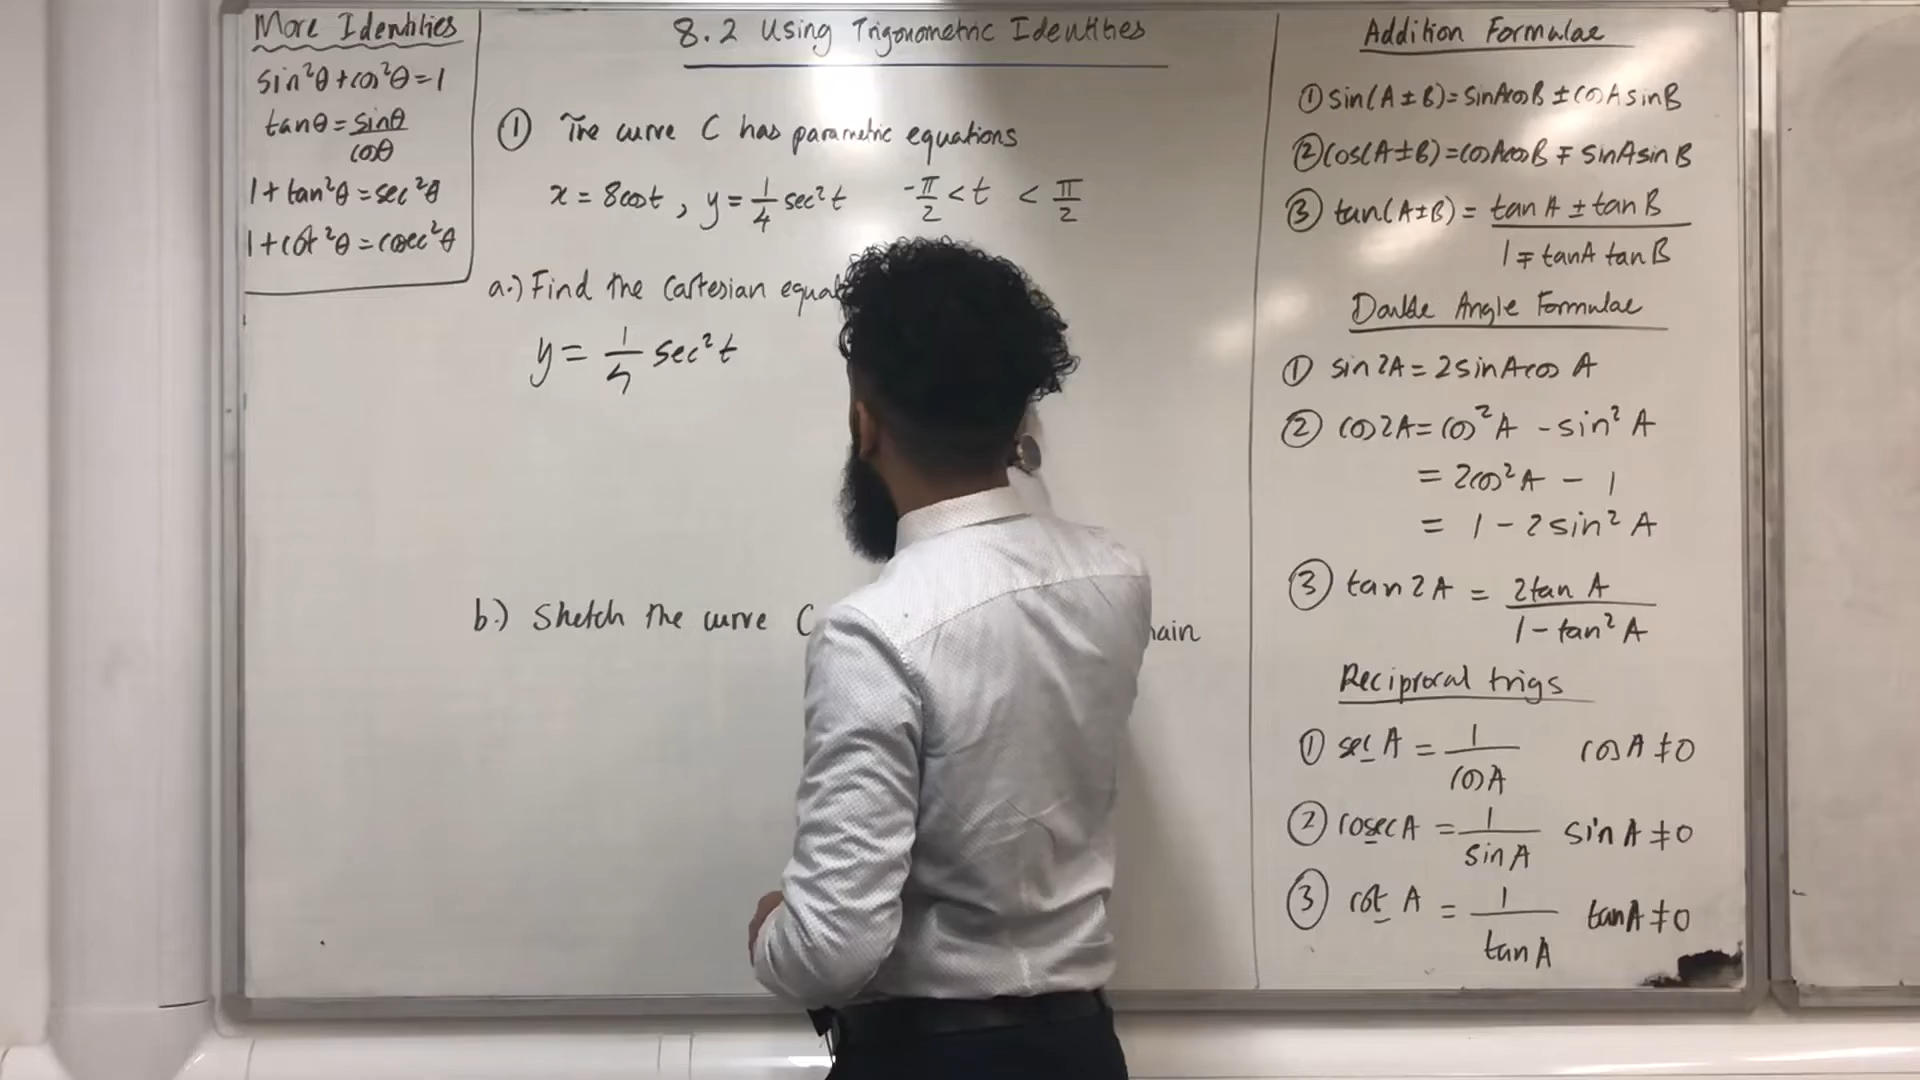 More Identities
sin²θ+cos²θ=1
tanθ=sinθ/cosθ
1+tan²θ=sec²θ
1+cot²θ=cosec²θ
8.2 Using Trigonometric Identities
① The curve C has parametric equations
x = 8cost, y = 1/4 sec²t -π/2 < t < π/2
a.) Find the Cartesian
y = 1/4 sec²t
b.) Sketch the curve C
Addition Formulae
① sin(A±B)=sinAcosB ± cosAsinB
② cos(A±B)=cosAcosB ∓ sinAsinB
③ tan(A±B) = tanA ± tanB / 1 ∓ tanA tanB
Double Angle Formulae
① sin2A = 2sinAcosA
② cos2A = cos²A - sin²A
= 2cos²A - 1
= 1 - 2sin²A
③ tan2A = 2tanA / 1 - tan²A
Reciprocal trigs
① sec A = 1/cosA cosA ≠ 0
② cosecA = 1/sinA sinA ≠ 0
③ cot A = 1/tanA tanA ≠ 0